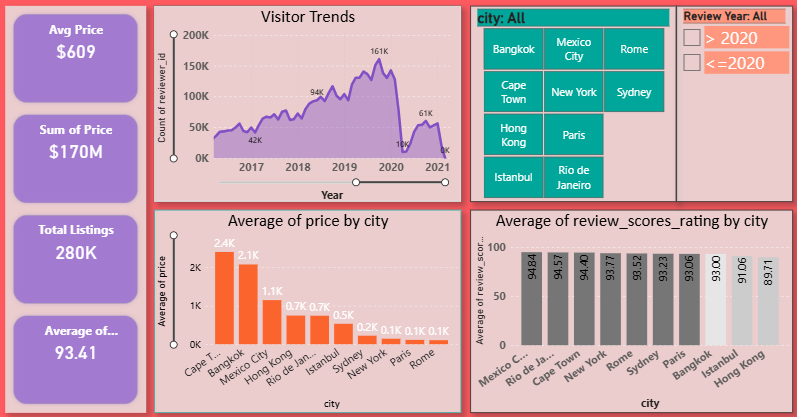 Avg Price
$609
Sum of Price
$170M
Total Listings
280K
Average of...
93.41
Visitor Trends
Count of reviewer_id
200K
150K
100K
50K
0K
42K
94K
161K
10K
61K
0K
2017
2018
2019
2020
2021
Year
city: All
Bangkok
Mexico
City
Rome
Cape
Town
New York
Sydney
Hong
Kong
Paris
Istanbul
Rio de
Janeiro
Review Year: All
> 2020
<=2020
Average of price by city
Average of price
2K
1K
0K
2.4K
2.1K
1.1K
0.7K
0.7K
0.5K
0.2K
0.1K
0.1K
0.1K
Cape T...
Bangkok
Mexico City
Hong Kong
Rio de Jan...
Istanbul
Sydney
New York
Paris
Rome
city
Average of review_scores_rating by city
Average of review_scor...
100
50
0
94.84
94.57
94.40
93.77
93.52
93.23
93.06
93.00
91.06
89.71
Mexico C...
Rio de Ja...
Cape Town
New York
Rome
Sydney
Paris
Bangkok
Istanbul
Hong Kong
city